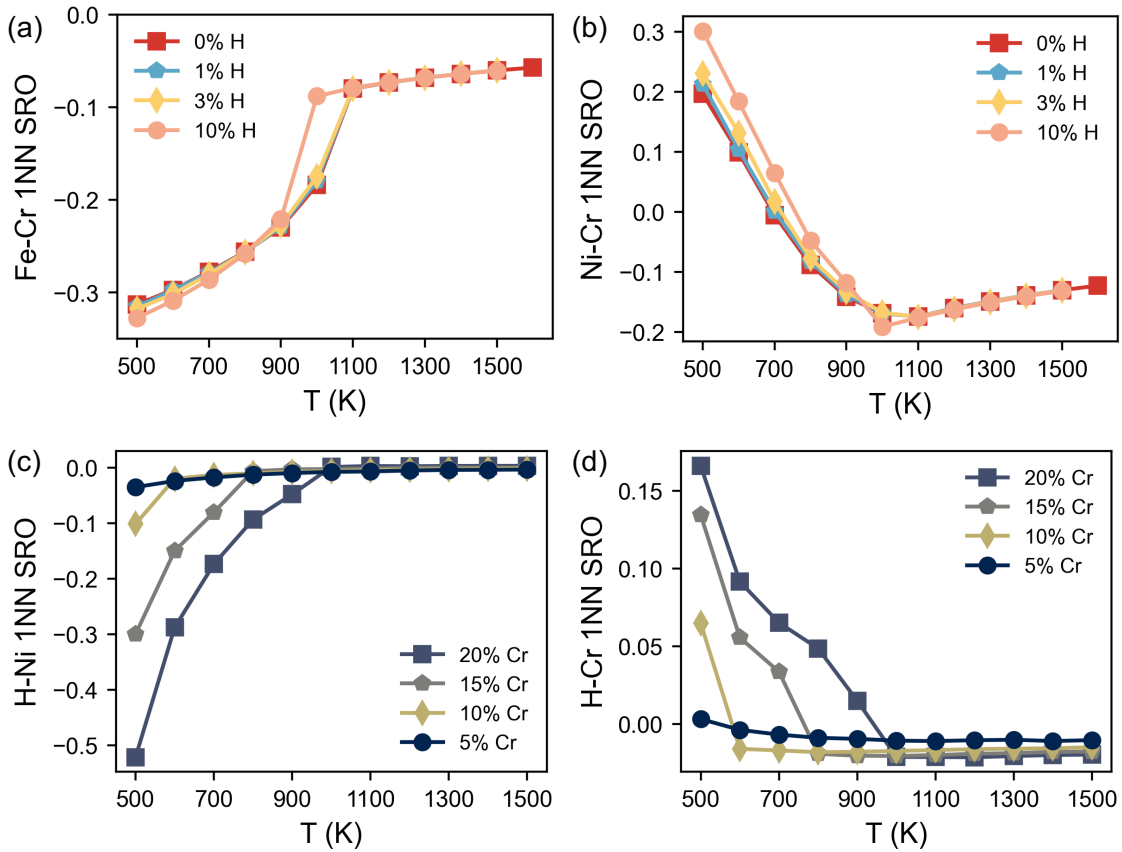 (a)
Fe-Cr 1NN SRO
0.0
−0.1
−0.2
−0.3
0% H
1% H
3% H
10% H
500 700 900 1100 1300 1500
T (K)
(b)
Ni-Cr 1NN SRO
0.3
0.2
0.1
0.0
−0.1
−0.2
0% H
1% H
3% H
10% H
500 700 900 1100 1300 1500
T (K)
(c)
H-Ni 1NN SRO
0.0
−0.1
−0.2
−0.3
−0.4
−0.5
20% Cr
15% Cr
10% Cr
5% Cr
500 700 900 1100 1300 1500
T (K)
(d)
H-Cr 1NN SRO
0.15
0.10
0.05
0.00
20% Cr
15% Cr
10% Cr
5% Cr
500 700 900 1100 1300 1500
T (K)